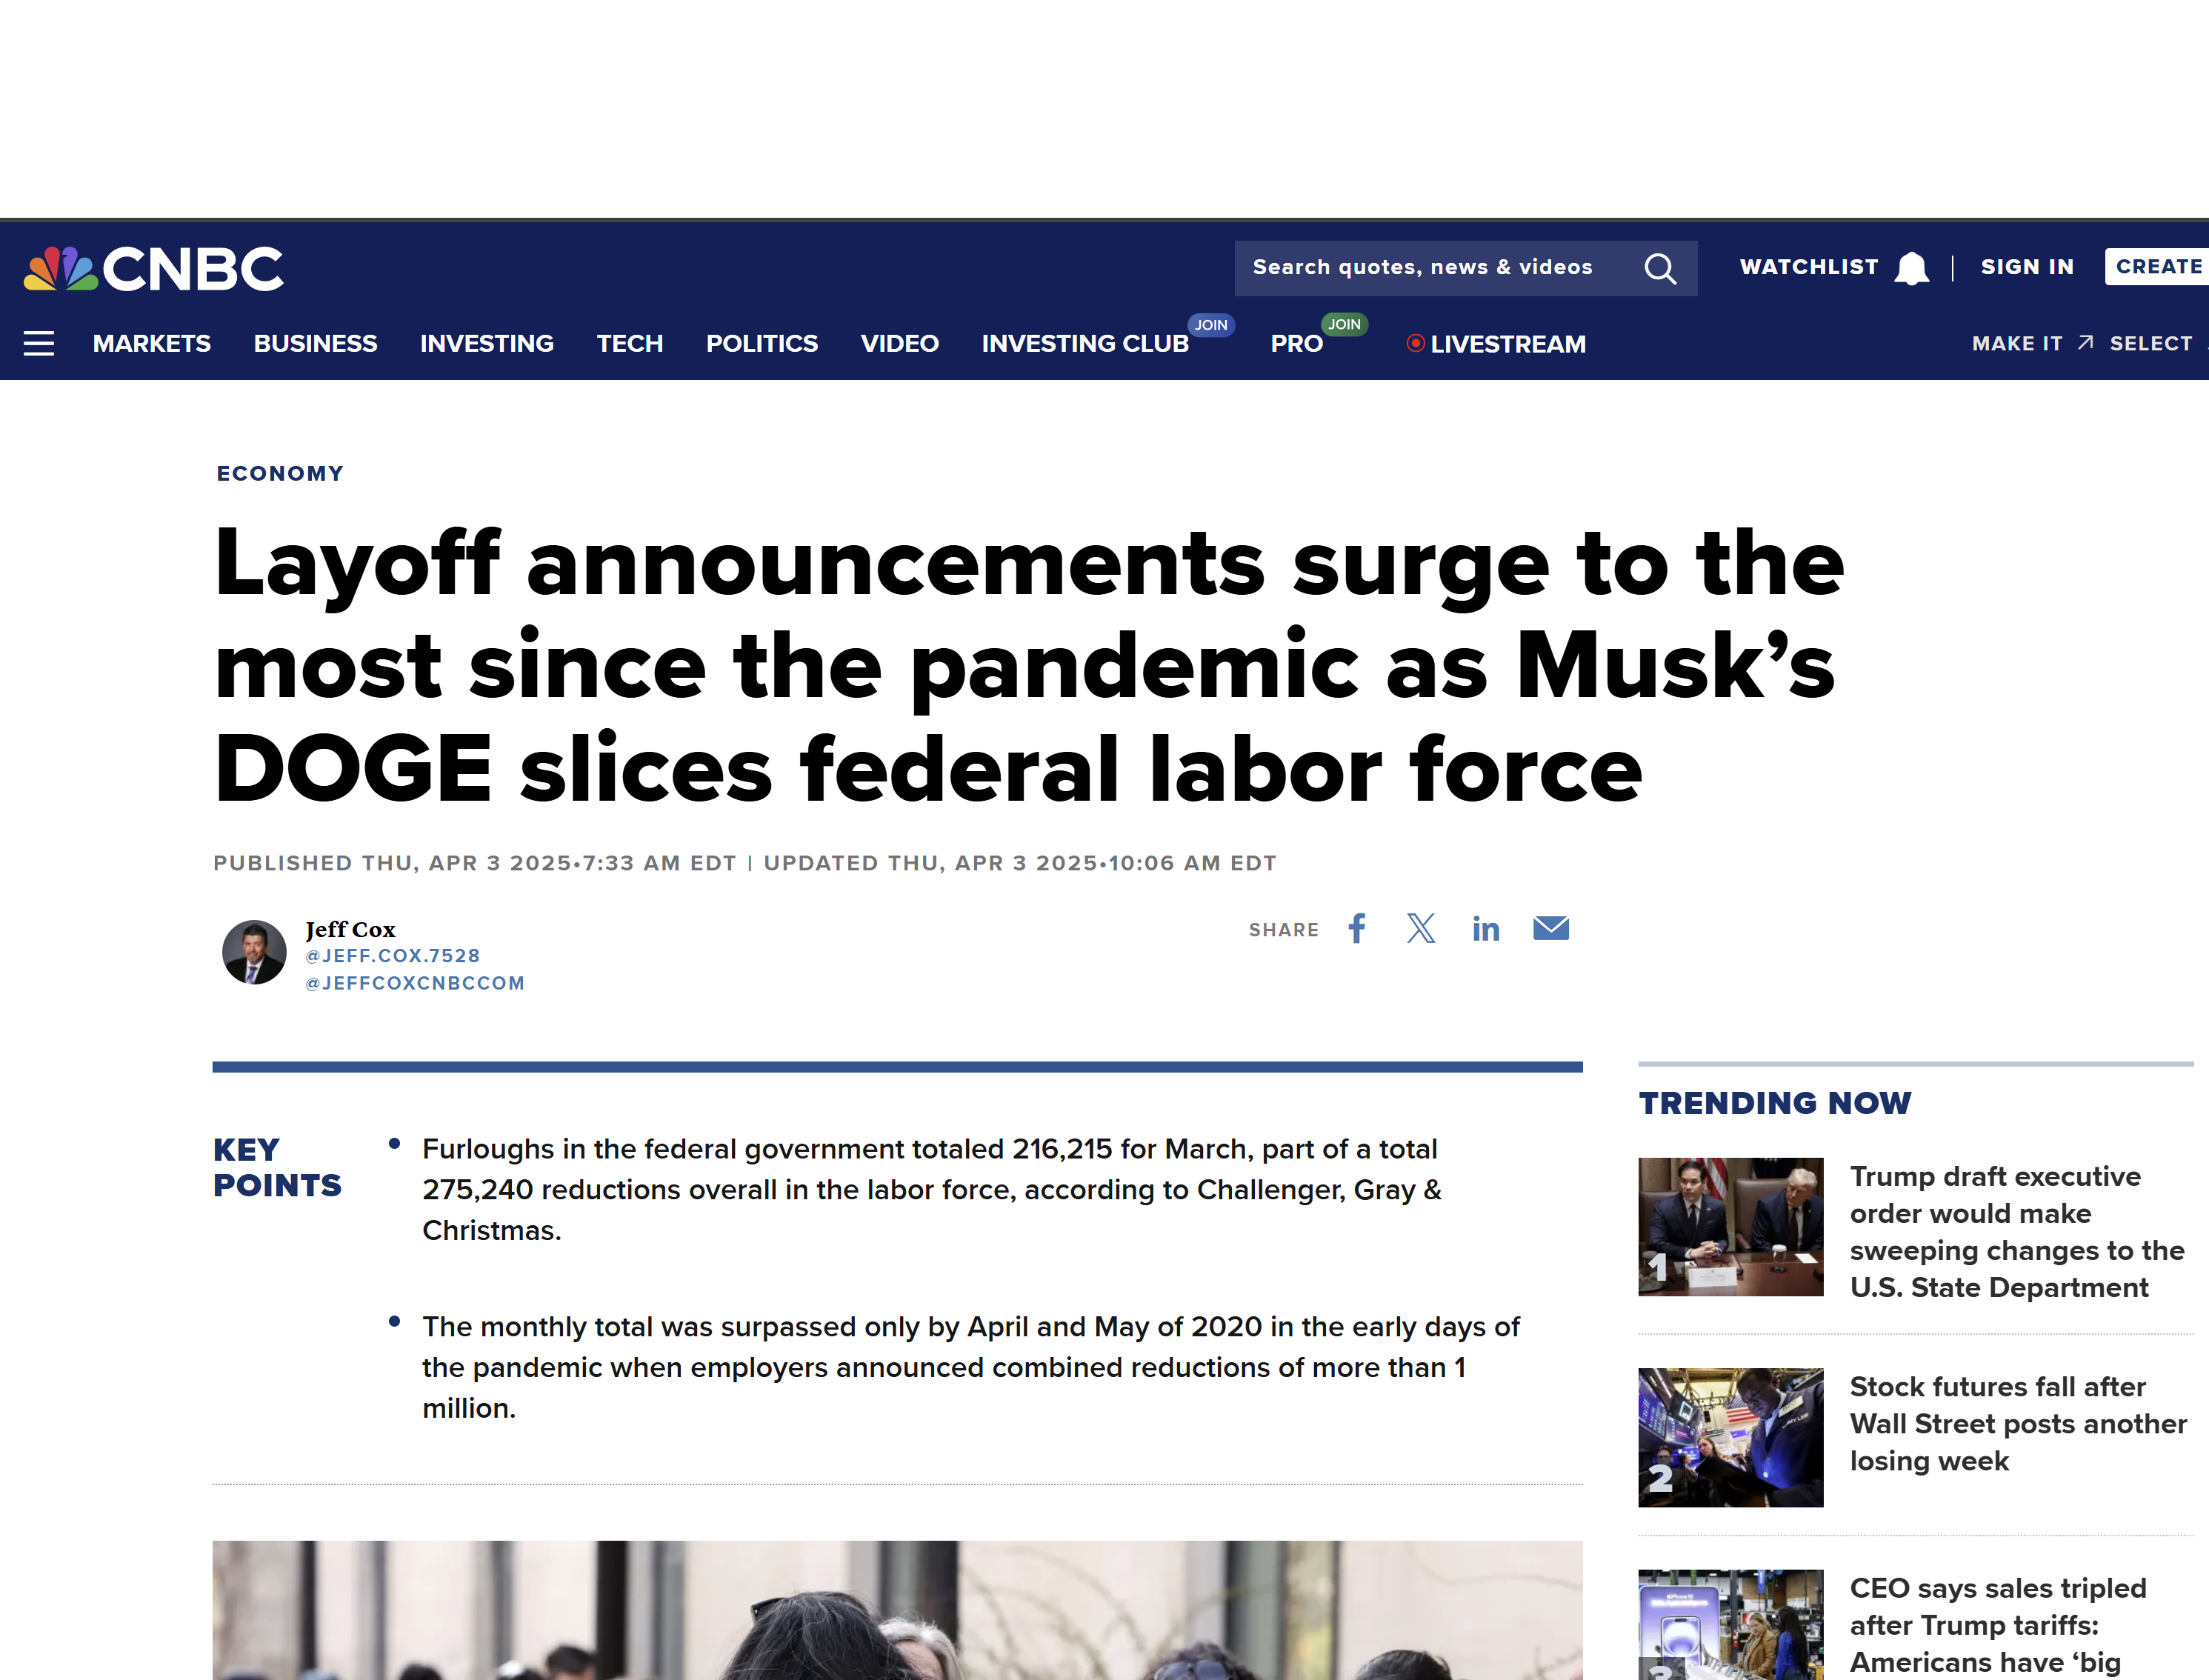 CNBC
Search quotes, news & videos
WATCHLIST
SIGN IN
CREATE
MARKETS
BUSINESS
INVESTING
TECH
POLITICS
VIDEO
INVESTING CLUB
JOIN
PRO
JOIN
LIVESTREAM
MAKE IT
SELECT
ECONOMY
Layoff announcements surge to the
most since the pandemic as Musk’s
DOGE slices federal labor force
PUBLISHED THU, APR 3 2025•7:33 AM EDT | UPDATED THU, APR 3 2025•10:06 AM EDT
Jeff Cox
@JEFF.COX.7528
@JEFFCOXCNBCCOM
SHARE
KEY
POINTS
Furloughs in the federal government totaled 216,215 for March, part of a total
275,240 reductions overall in the labor force, according to Challenger, Gray &
Christmas.
The monthly total was surpassed only by April and May of 2020 in the early days of
the pandemic when employers announced combined reductions of more than 1
million.
TRENDING NOW
1
Trump draft executive
order would make
sweeping changes to the
U.S. State Department
2
Stock futures fall after
Wall Street posts another
losing week
CEO says sales tripled
after Trump tariffs:
Americans have ‘big